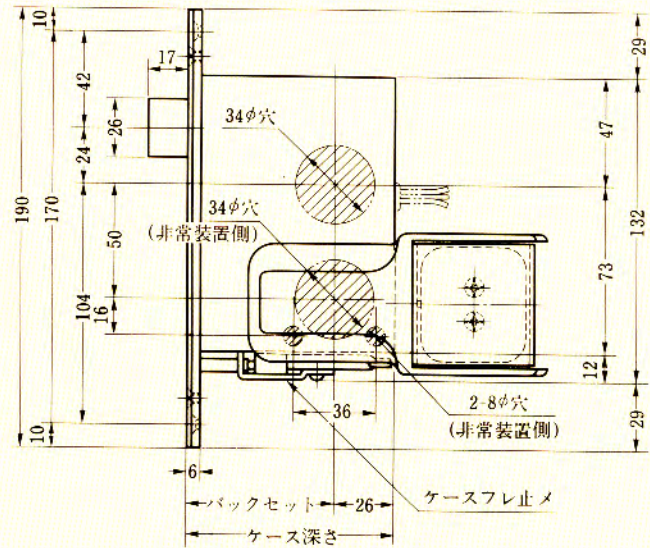 10
29
17
42
26
34φ穴
47
24
190
170
34φ穴
(非常装置側)
132
50
73
104
16
12
36
2-8φ穴
(非常装置側)
10
29
6
バックセット
26
ケースフレ止メ
ケース深さ